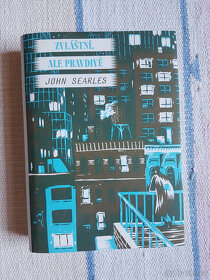 ZVLÁŠTNÍ,
ALE PRAVDIVÉ
JOHN SEARLES